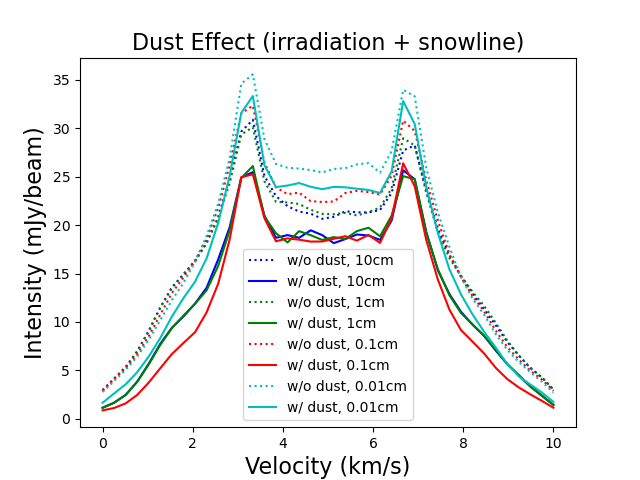 Dust Effect (irradiation + snowline)
Intensity (mJy/beam)
35
30
25
20
15
10
5
0
w/o dust, 10cm
w/ dust, 10cm
w/o dust, 1cm
w/ dust, 1cm
w/o dust, 0.1cm
w/ dust, 0.1cm
w/o dust, 0.01cm
w/ dust, 0.01cm
0 2 4 6 8 10
Velocity (km/s)